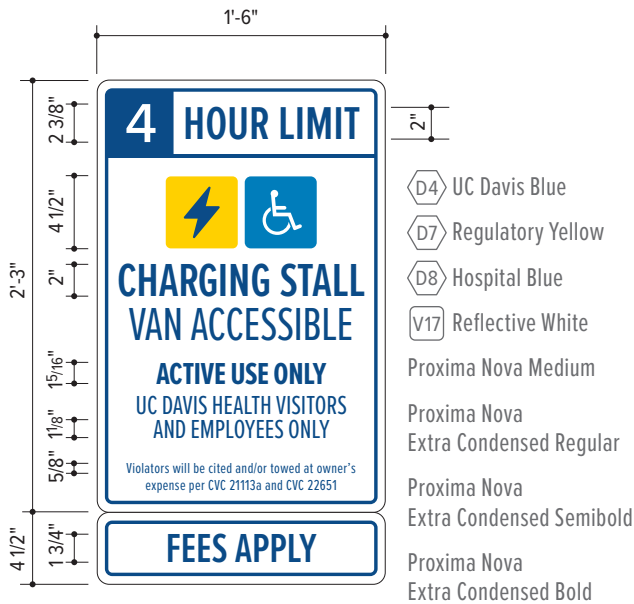 1'-6"
2 3/8"
4 HOUR LIMIT
2"
4 1/2"
D4 UC Davis Blue
D7 Regulatory Yellow
2'-3"
2"
CHARGING STALL
D8 Hospital Blue
VAN ACCESSIBLE
V17 Reflective White
1 5/16"
ACTIVE USE ONLY
Proxima Nova Medium
1 1/8"
UC DAVIS HEALTH VISITORS
AND EMPLOYEES ONLY
Proxima Nova
Extra Condensed Regular
5/8"
Violators will be cited and/or towed at owner's
expense per CVC 21113a and CVC 22651
Proxima Nova
Extra Condensed Semibold
4 1/2"
1 3/4"
FEES APPLY
Proxima Nova
Extra Condensed Bold